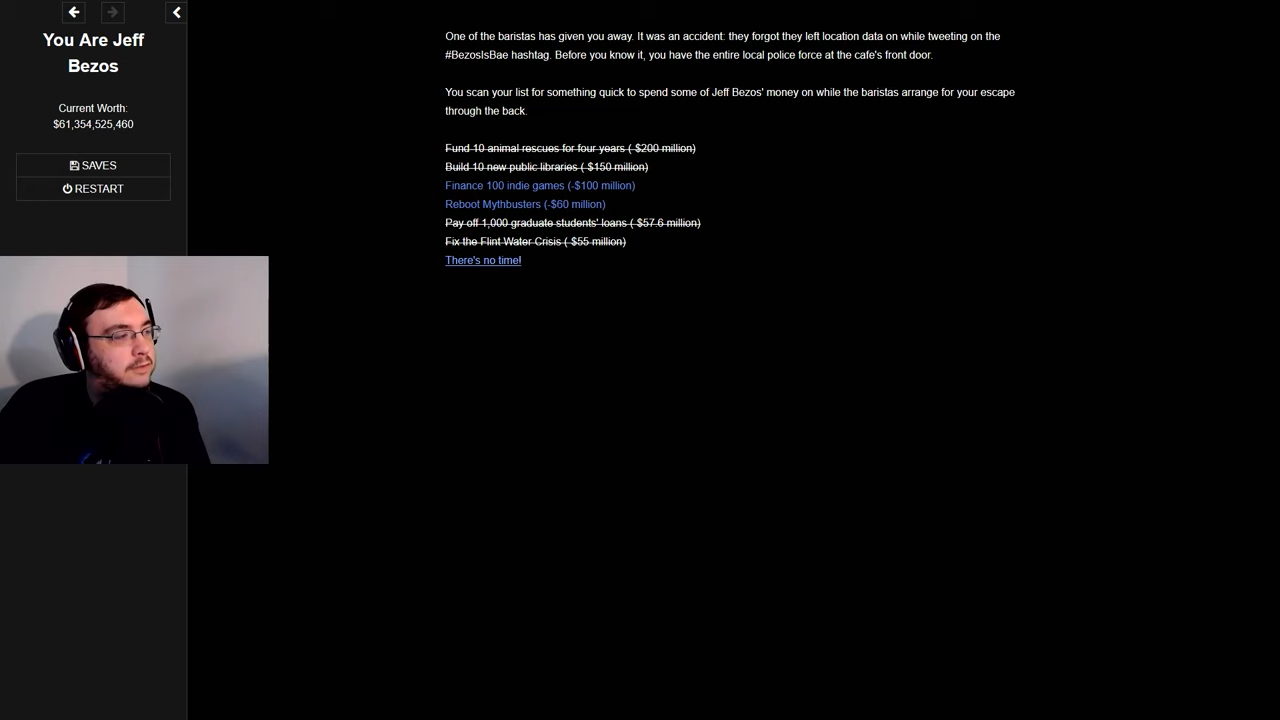 You Are Jeff
Bezos
Current Worth:
$61,354,525,460
SAVES
RESTART
One of the baristas has given you away. It was an accident: they forgot they left location data on while tweeting on the
#BezosIsBae hashtag. Before you know it, you have the entire local police force at the cafe's front door.
You scan your list for something quick to spend some of Jeff Bezos' money on while the baristas arrange for your escape
through the back.
Fund 10 animal rescues for four years (-$200 million)
Build 10 new public libraries (-$150 million)
Finance 100 indie games (-$100 million)
Reboot Mythbusters (-$60 million)
Pay off 1,000 graduate students' loans (-$57.6 million)
Fix the Flint Water Crisis (-$55 million)
There's no time!